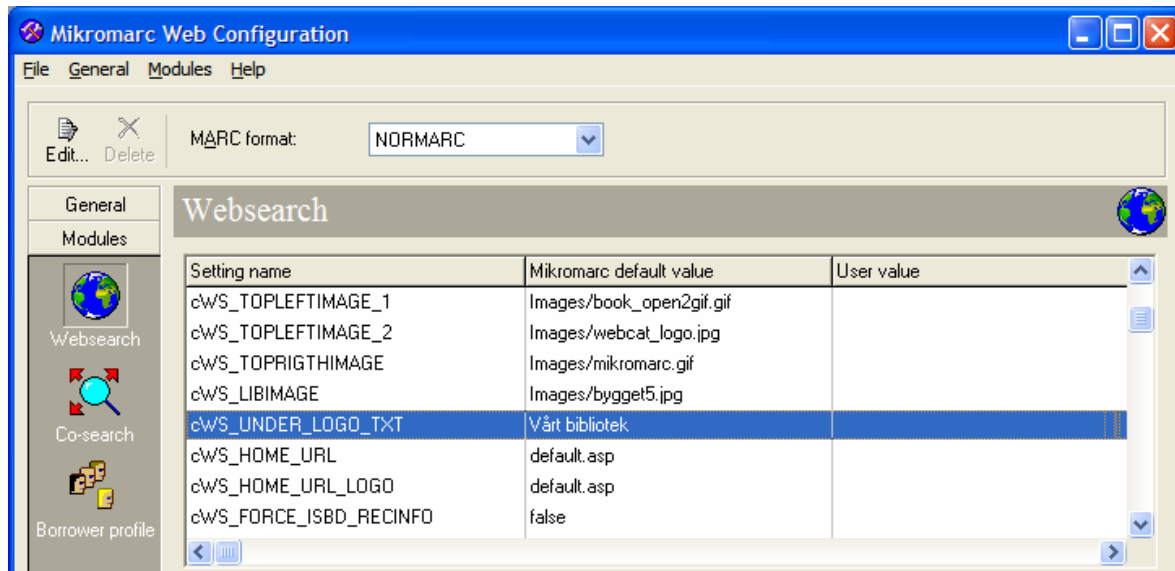 Mikromarc Web Configuration
File General Modules Help
Edit... Delete MARC format: NORMARC
General
Modules
Websearch
Co-search
Borrower profile
Websearch
Setting name Mikromarc default value User value
cWS_TOPLEFTIMAGE_1 Images/book_open2gif.gif
cWS_TOPLEFTIMAGE_2 Images/webcat_logo.jpg
cWS_TOPRIGTHIMAGE Images/mikromarc.gif
cWS_LIBIMAGE Images/bygget5.jpg
cWS_UNDER_LOGO_TXT Vårt bibliotek
cWS_HOME_URL default.asp
cWS_HOME_URL_LOGO default.asp
cWS_FORCE_ISBD_RECINFO false